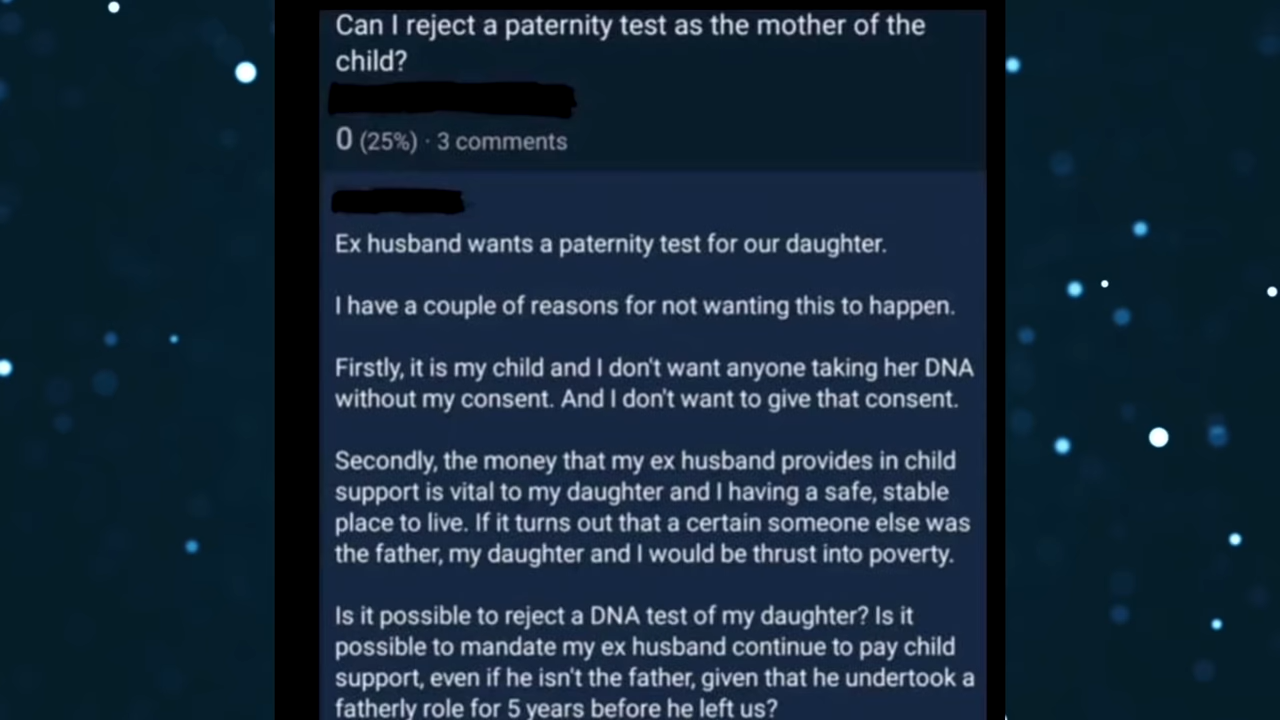 Can I reject a paternity test as the mother of the
child?
0 (25%) · 3 comments
Ex husband wants a paternity test for our daughter.
I have a couple of reasons for not wanting this to happen.
Firstly, it is my child and I don't want anyone taking her DNA
without my consent. And I don't want to give that consent.
Secondly, the money that my ex husband provides in child
support is vital to my daughter and I having a safe, stable
place to live. If it turns out that a certain someone else was
the father, my daughter and I would be thrust into poverty.
Is it possible to reject a DNA test of my daughter? Is it
possible to mandate my ex husband continue to pay child
support, even if he isn't the father, given that he undertook a
fatherly role for 5 years before he left us?